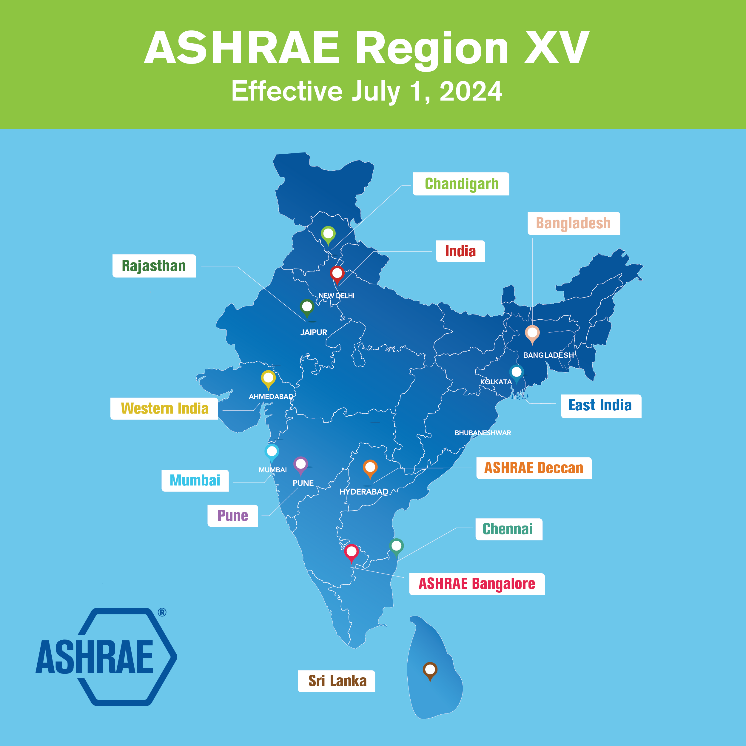 ASHRAE Region XV
Effective July 1, 2024
Chandigarh
Bangladesh
India
Rajasthan
NEW DELHI
JAIPUR
BANGLADESH
KOLKATA
AHMEDABAD
Western India
East India
BHUBANESHWAR
MUMBAI
ASHRAE Deccan
Mumbai
PUNE
HYDERABAD
Pune
Chennai
ASHRAE Bangalore
ASHRAE®
Sri Lanka